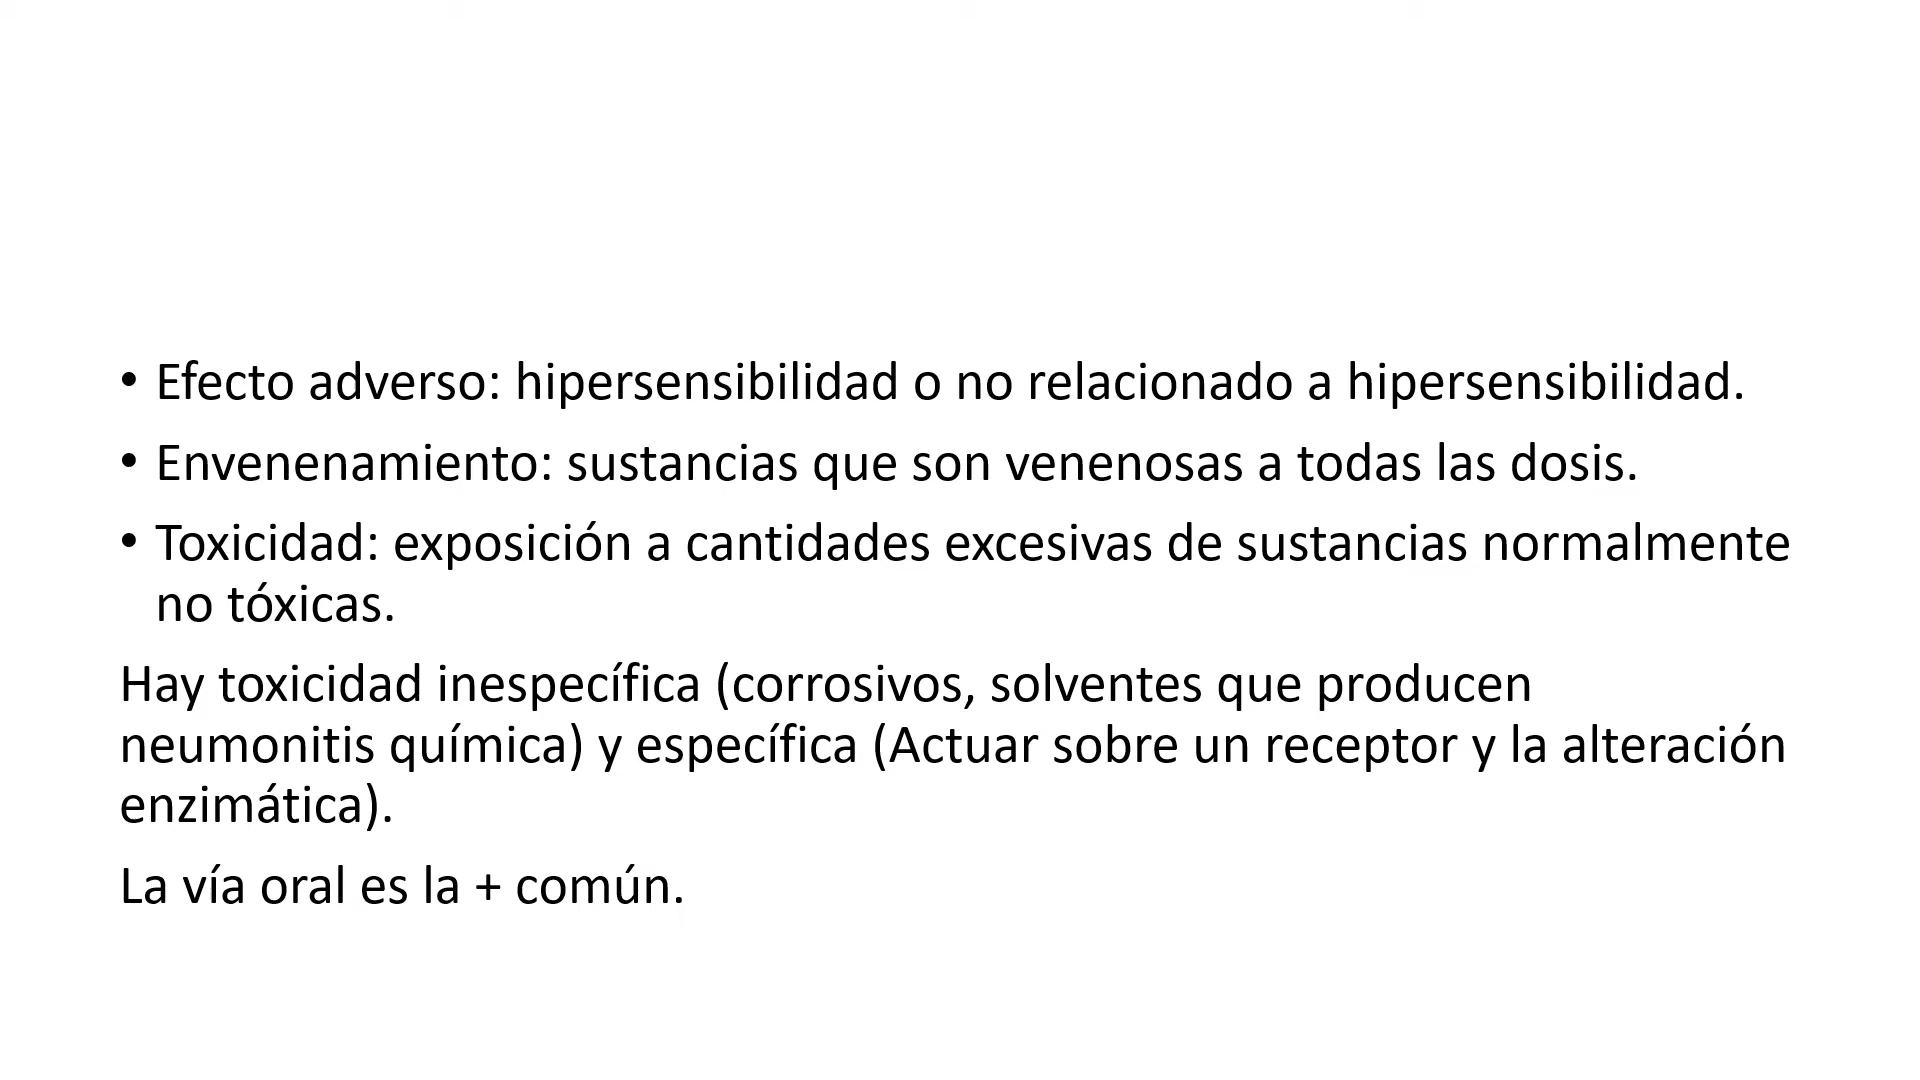 • Efecto adverso: hipersensibilidad o no relacionado a hipersensibilidad.
• Envenenamiento: sustancias que son venenosas a todas las dosis.
• Toxicidad: exposición a cantidades excesivas de sustancias normalmente
no tóxicas.
Hay toxicidad inespecífica (corrosivos, solventes que producen
neumonitis química) y específica (Actuar sobre un receptor y la alteración
enzimática).
La vía oral es la + común.